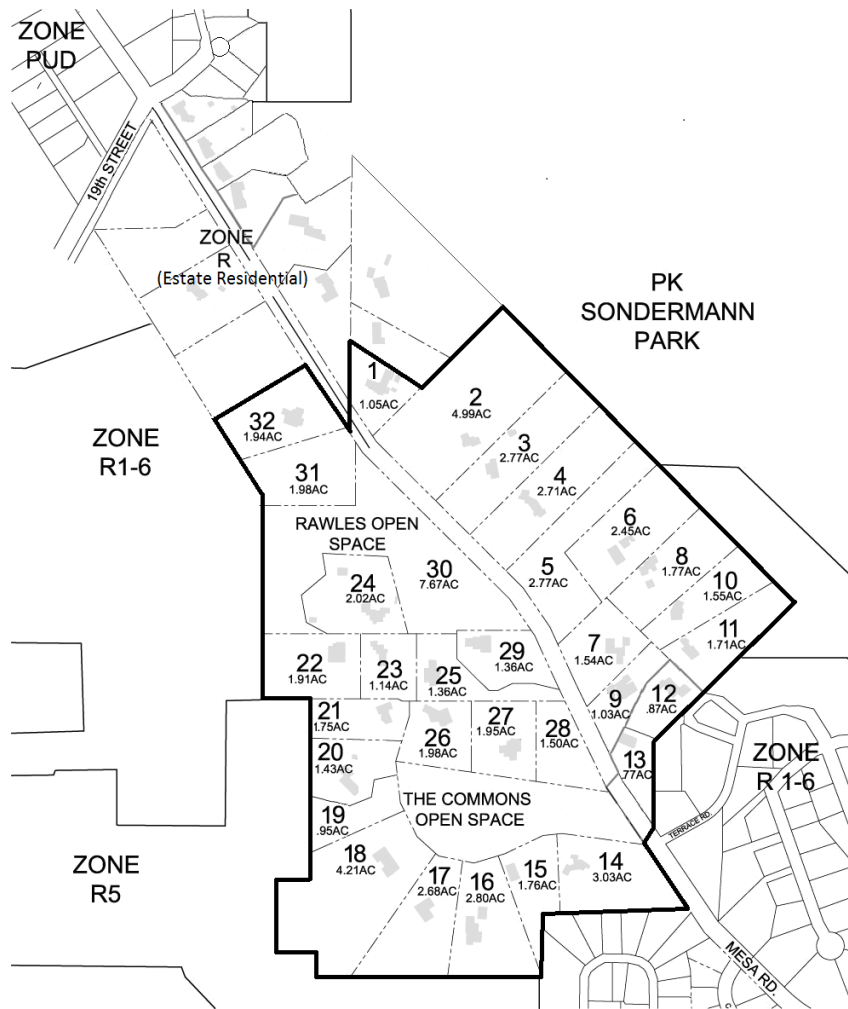 ZONE
PUD
19th STREET
ZONE
R
(Estate Residential)
PK
SONDERMANN
PARK
1
1.05AC
2
4.99AC
32
1.94AC
3
2.77AC
ZONE
R1-6
31
1.98AC
4
2.71AC
6
2.45AC
RAWLES OPEN
SPACE
8
1.77AC
30
7.67AC
5
2.77AC
24
2.02AC
10
1.55AC
11
1.71AC
7
1.54AC
29
1.36AC
22
1.91AC
23
1.14AC
25
1.36AC
12
.87AC
9
1.03AC
21
1.75AC
27
1.95AC
26
1.98AC
28
1.50AC
20
1.43AC
13
.77AC
ZONE
R 1-6
THE COMMONS
OPEN SPACE
19
.95AC
TERRACE RD.
18
4.21AC
ZONE
R5
17
2.68AC
16
2.80AC
15
1.76AC
14
3.03AC
MESA RD.